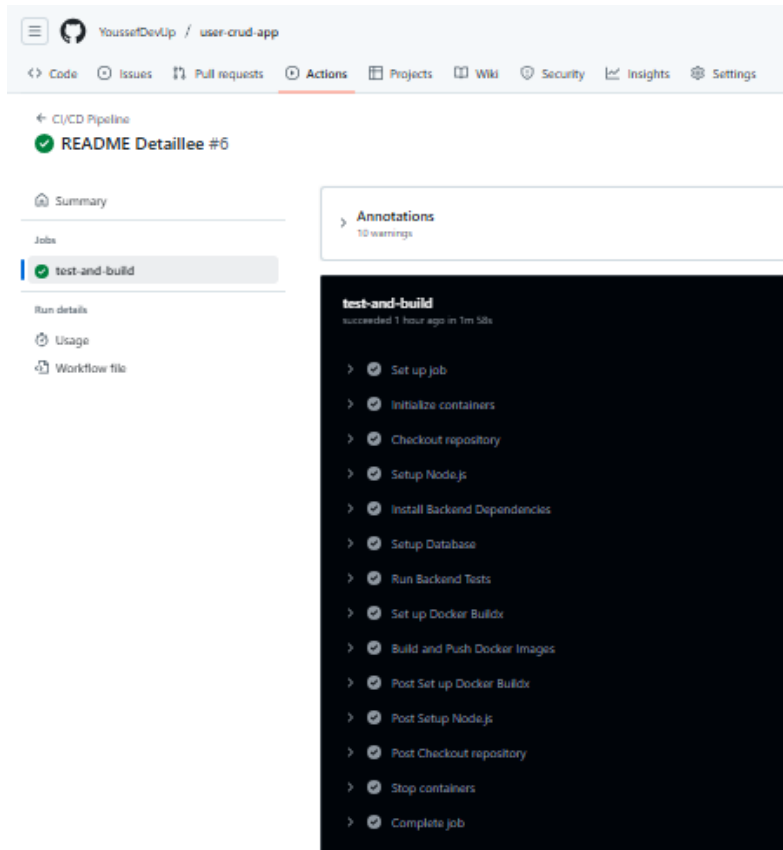 YoussefDevUp / user-crud-app
Code Issues Pull requests Actions Projects Wiki Security Insights Settings
CI/CD Pipeline
README Detaillee #6
Summary
Jobs
test-and-build
Run details
Usage
Workflow file
Annotations
10 warnings
test-and-build
succeeded 1 hour ago in 1m 58s
Set up job
Initialize containers
Checkout repository
Setup Node.js
Install Backend Dependencies
Setup Database
Run Backend Tests
Set up Docker Buildx
Build and Push Docker Images
Post Set up Docker Buildx
Post Setup Node.js
Post Checkout repository
Stop containers
Complete job